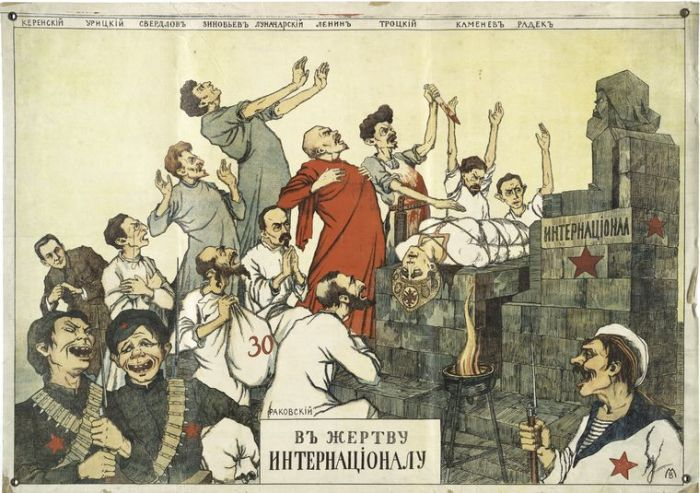 КЕРЕНСКІЙ УРИЦКІЙ СВЕРДЛОВЪ ЗИНОВЬЕВЪ ЛУНАЧАРСКІЙ ЛЕНИНЪ ТРОЦКІЙ КАМЕНЕВЪ РАДЕКЪ
ИНТЕРНАЦІОНАЛ
30
РАКОВСКІЙ
ВЪ ЖЕРТВУ
ИНТЕРНАЦІОНАЛУ